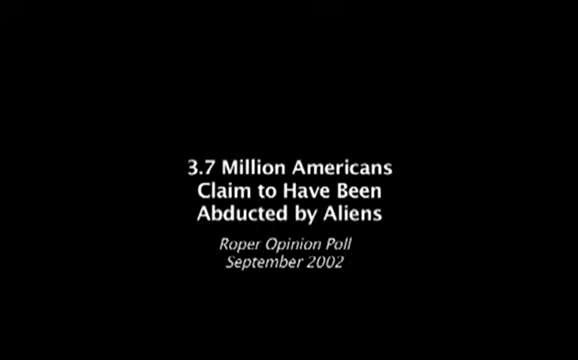 3.7 Million Americans
Claim to Have Been
Abducted by Aliens
Roper Opinion Poll
September 2002